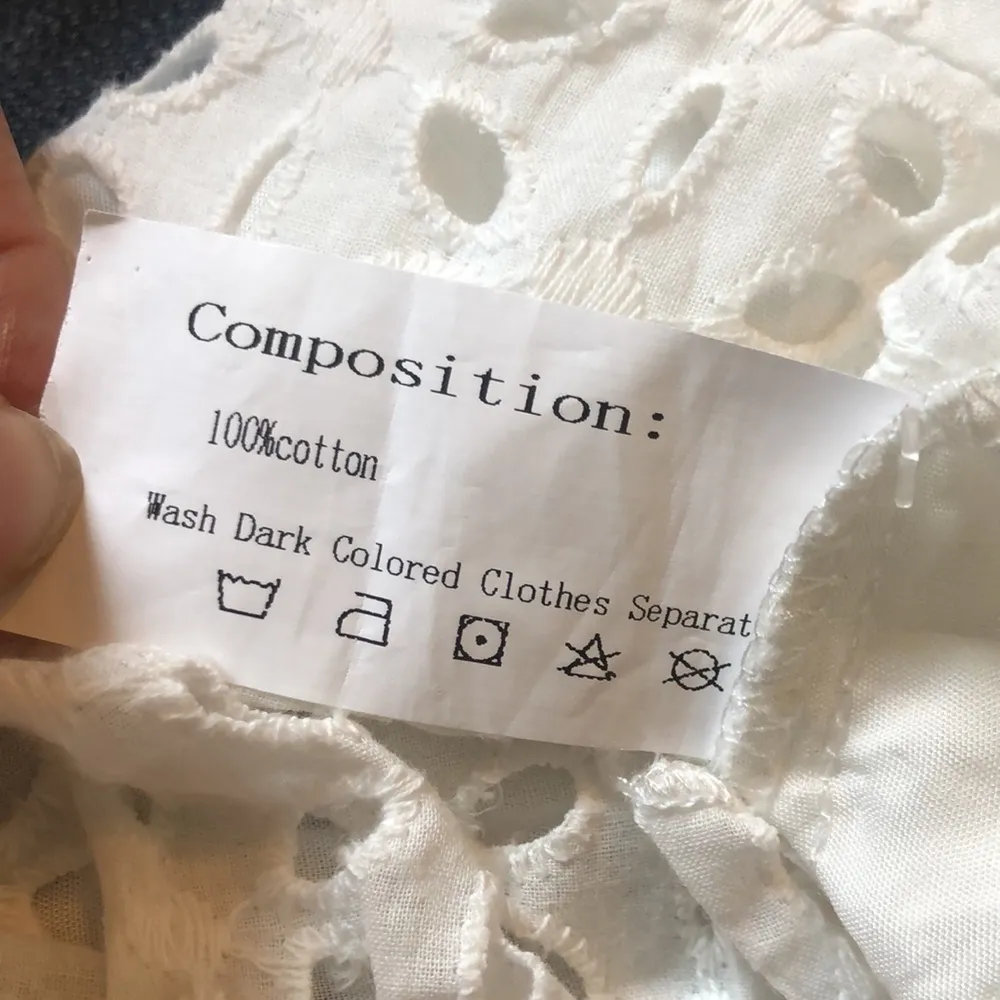 Composition:
100%cotton
Wash Dark Colored Clothes Separat